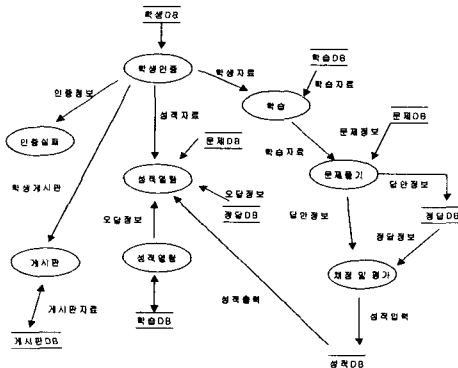 학생DB
학생인증
학습DB
학생자료
학습자료
인증정보
성적자료
학습
문제DB
문제DB
문제정보
인증실패
학습자료
성적열람
문제풀기
학생게시판
오답정보
답안정보
정답DB
정답DB
오답정보
답안정보
정답정보
게시판
성적열람
채점 및 평가
성적출력
게시판자료
성적입력
학습DB
게시판DB
성적DB